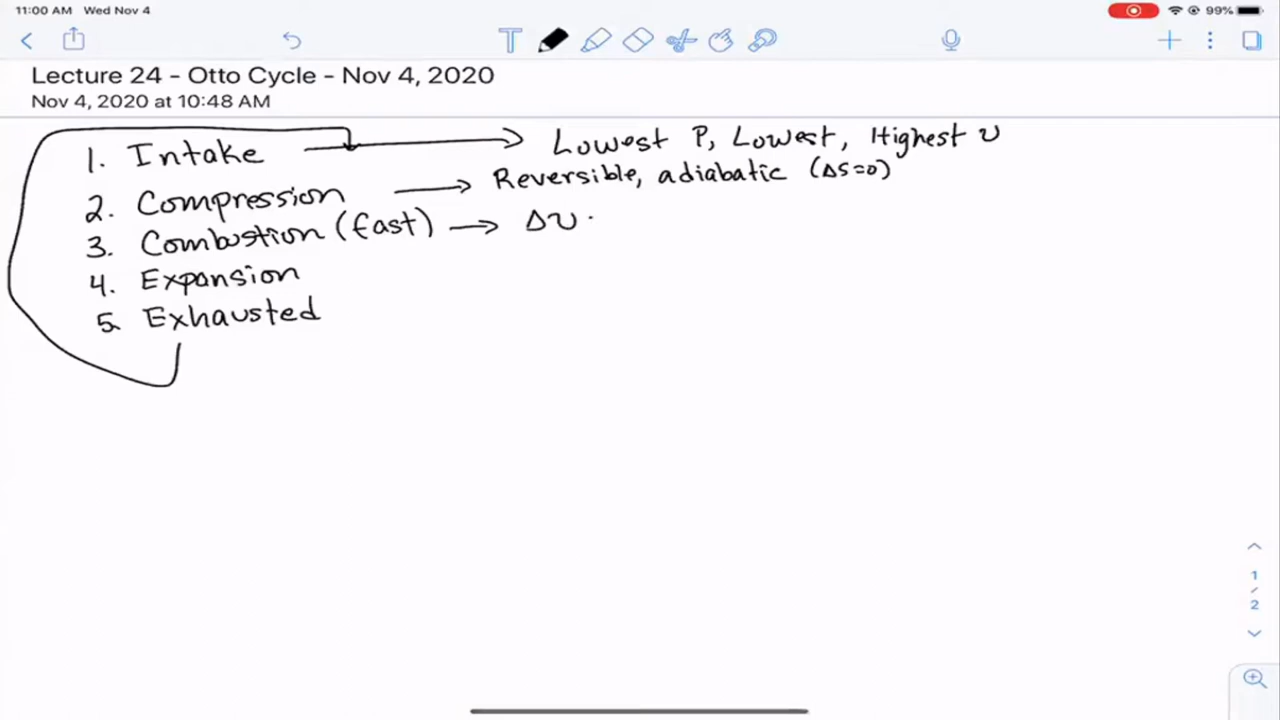 11:00 AM Wed Nov 4
99%
T
Lecture 24 - Otto Cycle - Nov 4, 2020
Nov 4, 2020 at 10:48 AM
1. Intake → Lowest P, Lowest, Highest v
2. Compression → Reversible, adiabatic (Δs=0)
3. Combustion (fast) → Δv
4. Expansion
5. Exhausted
1
/
2